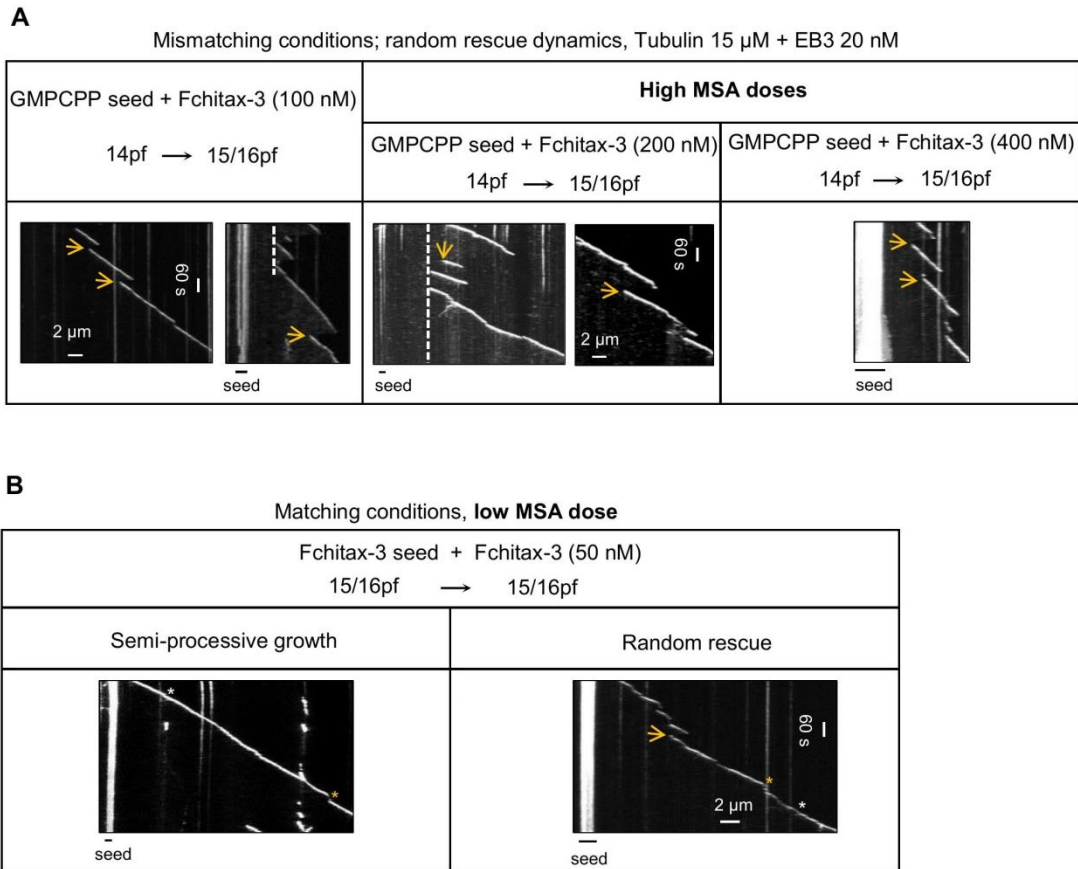 A
Mismatching conditions; random rescue dynamics, Tubulin 15 µM + EB3 20 nM
GMPCPP seed + Fchitax-3 (100 nM)
14pf → 15/16pf
High MSA doses
GMPCPP seed + Fchitax-3 (200 nM)
14pf → 15/16pf
GMPCPP seed + Fchitax-3 (400 nM)
14pf → 15/16pf
60 s
2 µm
seed
60 s
2 µm
seed
seed
B
Matching conditions, low MSA dose
Fchitax-3 seed + Fchitax-3 (50 nM)
15/16pf → 15/16pf
Semi-processive growth
Random rescue
*
*
seed
60 s
*
*
2 µm
seed